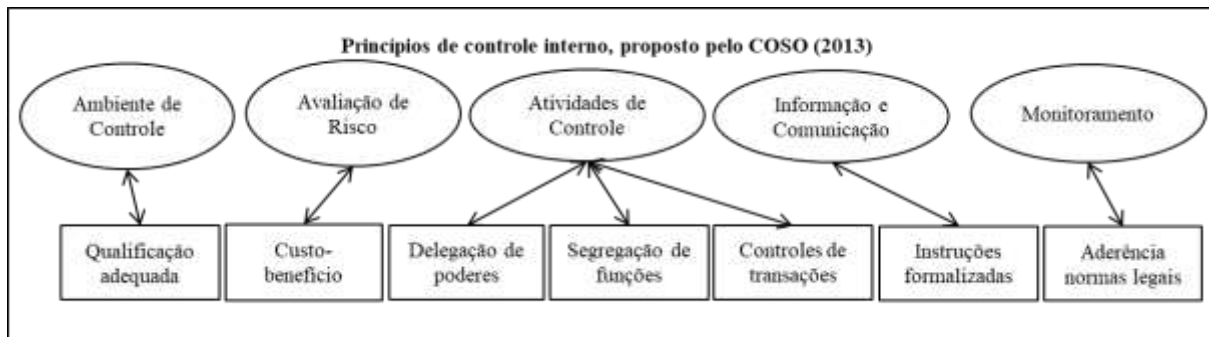 Princípios de controle interno, proposto pelo COSO (2013)
Ambiente de
Controle
Avaliação de
Risco
Atividades de
Controle
Informação e
Comunicação
Monitoramento
Qualificação
adequada
Custo-
benefício
Delegação de
poderes
Segregação de
funções
Controles de
transações
Instruções
formalizadas
Aderência
normas legais